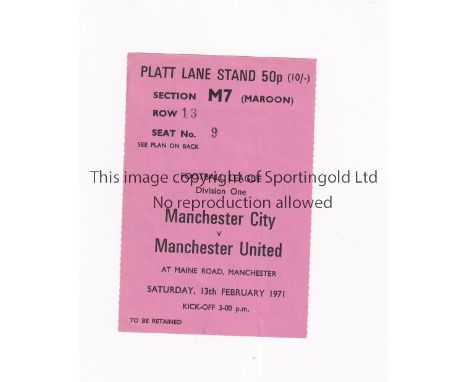 PLATT LANE STAND 50p (10/-)
SECTION M7 (MAROON)
ROW 13
SEAT No. 9
SEE PLAN ON BACK
This image copyright of Sportingold Ltd
FOOTBALL LEAGUE
Division One
No reproduction allowed
Manchester City
v
Manchester United
AT MAINE ROAD, MANCHESTER
SATURDAY, 13th FEBRUARY 1971
KICK-OFF 3-00 p.m.
TO BE RETAINED